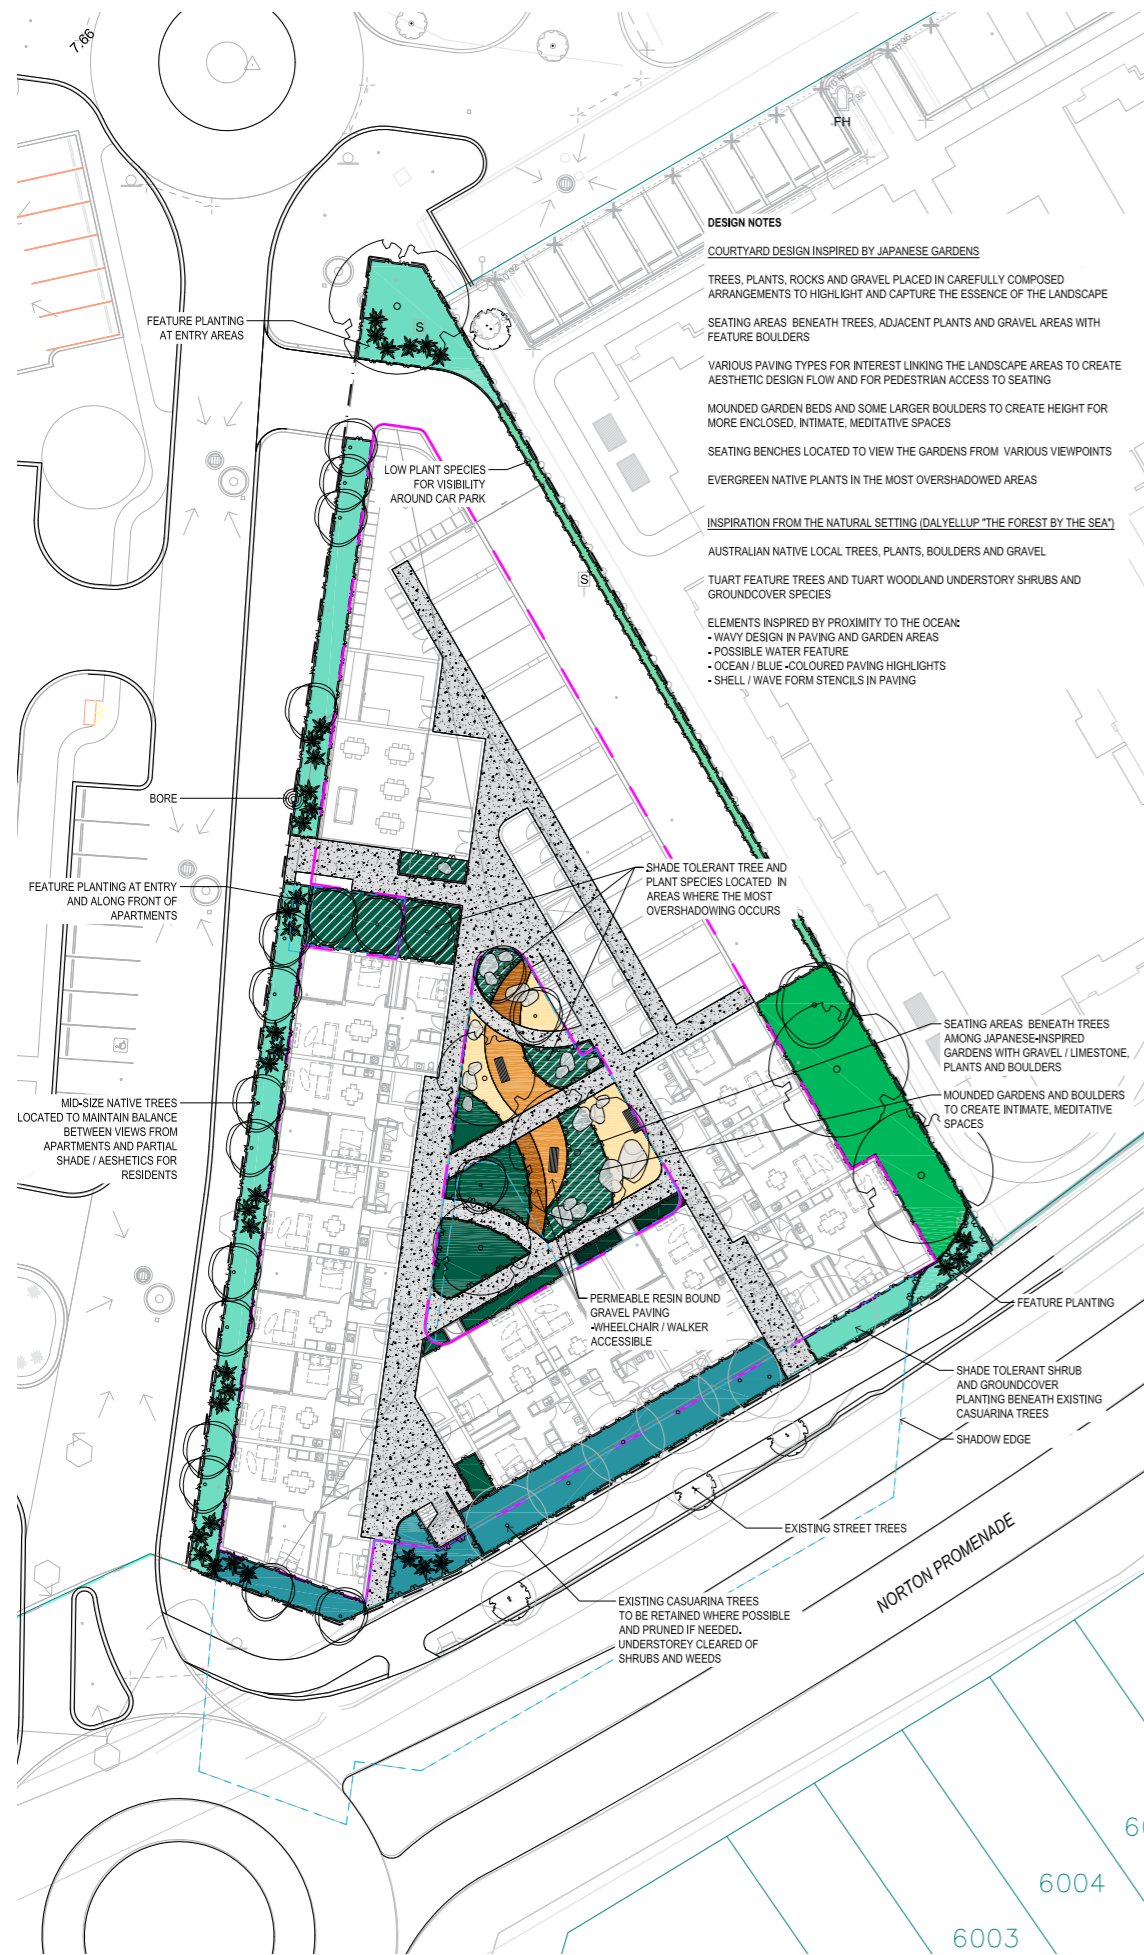 7.66
FH
DESIGN NOTES
COURTYARD DESIGN INSPIRED BY JAPANESE GARDENS
TREES, PLANTS, ROCKS AND GRAVEL PLACED IN CAREFULLY COMPOSED
ARRANGEMENTS TO HIGHLIGHT AND CAPTURE THE ESSENCE OF THE LANDSCAPE
SEATING AREAS BENEATH TREES, ADJACENT PLANTS AND GRAVEL AREAS WITH
FEATURE BOULDERS
VARIOUS PAVING TYPES FOR INTEREST LINKING THE LANDSCAPE AREAS TO CREATE
AESTHETIC DESIGN FLOW AND FOR PEDESTRIAN ACCESS TO SEATING
MOUNDED GARDEN BEDS AND SOME LARGER BOULDERS TO CREATE HEIGHT FOR
MORE ENCLOSED, INTIMATE, MEDITATIVE SPACES
SEATING BENCHES LOCATED TO VIEW THE GARDENS FROM VARIOUS VIEWPOINTS
EVERGREEN NATIVE PLANTS IN THE MOST OVERSHADOWED AREAS
INSPIRATION FROM THE NATURAL SETTING (DALYELLUP "THE FOREST BY THE SEA")
AUSTRALIAN NATIVE LOCAL TREES, PLANTS, BOULDERS AND GRAVEL
TUART FEATURE TREES AND TUART WOODLAND UNDERSTORY SHRUBS AND
GROUNDCOVER SPECIES
ELEMENTS INSPIRED BY PROXIMITY TO THE OCEAN:
- WAVY DESIGN IN PAVING AND GARDEN AREAS
- POSSIBLE WATER FEATURE
- OCEAN / BLUE -COLOURED PAVING HIGHLIGHTS
- SHELL / WAVE FORM STENCILS IN PAVING
FEATURE PLANTING
AT ENTRY AREAS
S
LOW PLANT SPECIES
FOR VISIBILITY
AROUND CAR PARK
S
BORE
FEATURE PLANTING AT ENTRY
AND ALONG FRONT OF
APARTMENTS
SHADE TOLERANT TREE AND
PLANT SPECIES LOCATED IN
AREAS WHERE THE MOST
OVERSHADOWING OCCURS
SEATING AREAS BENEATH TREES
AMONG JAPANESE-INSPIRED
GARDENS WITH GRAVEL / LIMESTONE,
PLANTS AND BOULDERS
MOUNDED GARDENS AND BOULDERS
TO CREATE INTIMATE, MEDITATIVE
SPACES
MID-SIZE NATIVE TREES
LOCATED TO MAINTAIN BALANCE
BETWEEN VIEWS FROM
APARTMENTS AND PARTIAL
SHADE / AESHETICS FOR
RESIDENTS
PERMEABLE RESIN BOUND
GRAVEL PAVING
-WHEELCHAIR / WALKER
ACCESSIBLE
FEATURE PLANTING
SHADE TOLERANT SHRUB
AND GROUNDCOVER
PLANTING BENEATH EXISTING
CASUARINA TREES
SHADOW EDGE
EXISTING STREET TREES
NORTON PROMENADE
EXISTING CASUARINA TREES
TO BE RETAINED WHERE POSSIBLE
AND PRUNED IF NEEDED.
UNDERSTOREY CLEARED OF
SHRUBS AND WEEDS
6004
6003